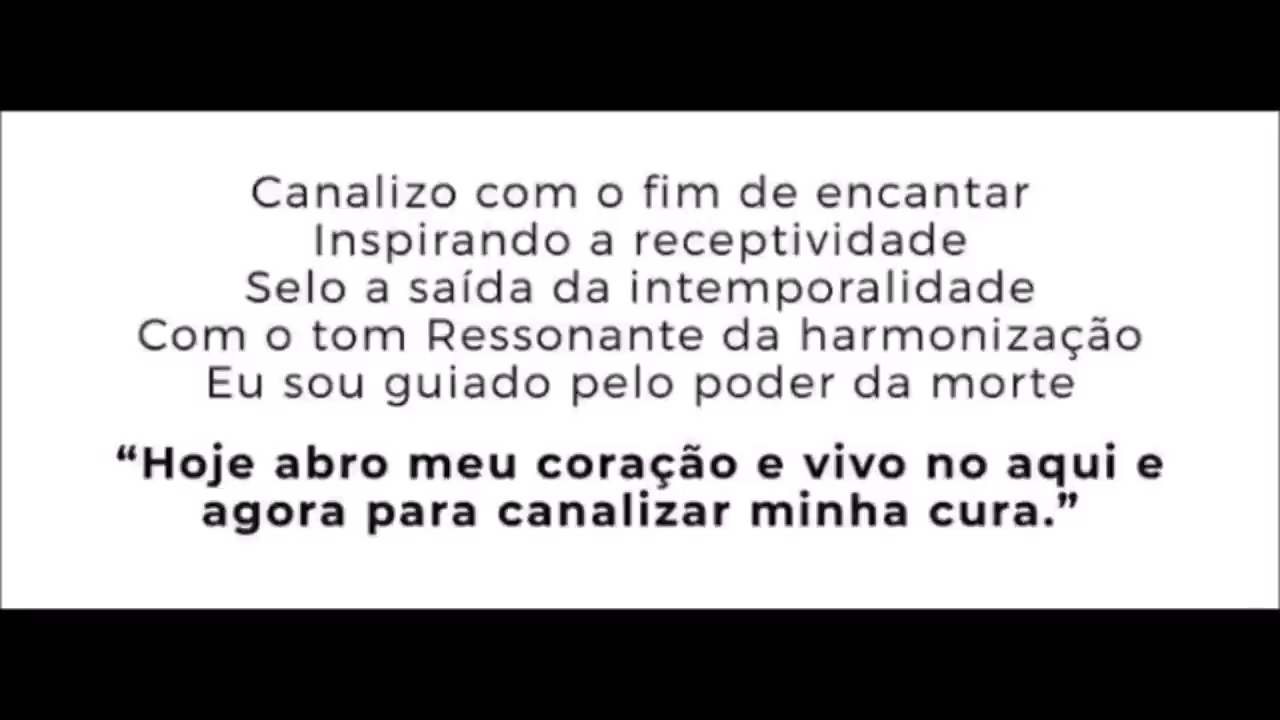 Canalizo com o fim de encantar
Inspirando a receptividade
Selo a saída da intemporalidade
Com o tom Ressonante da harmonização
Eu sou guiado pelo poder da morte
“Hoje abro meu coração e vivo no aqui e
agora para canalizar minha cura.”